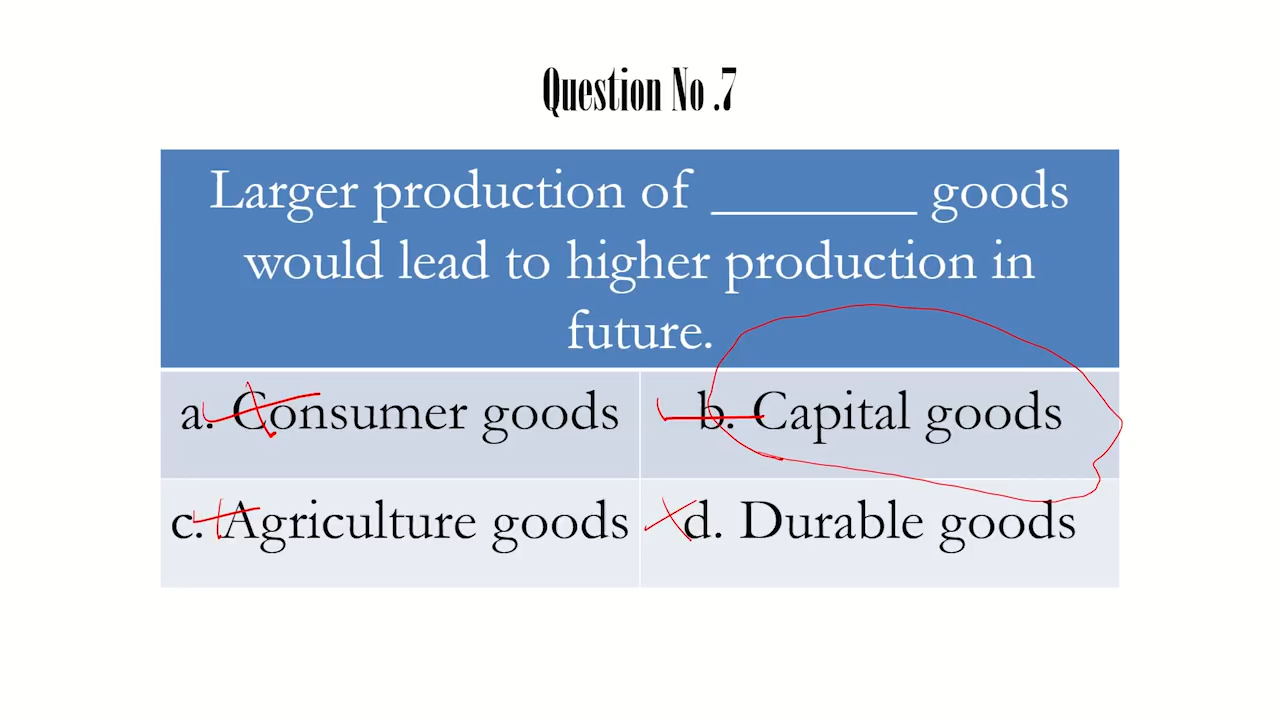 Question No .7
Larger production of ________ goods
would lead to higher production in
future.
a. Consumer goods
b. Capital goods
c. Agriculture goods
d. Durable goods